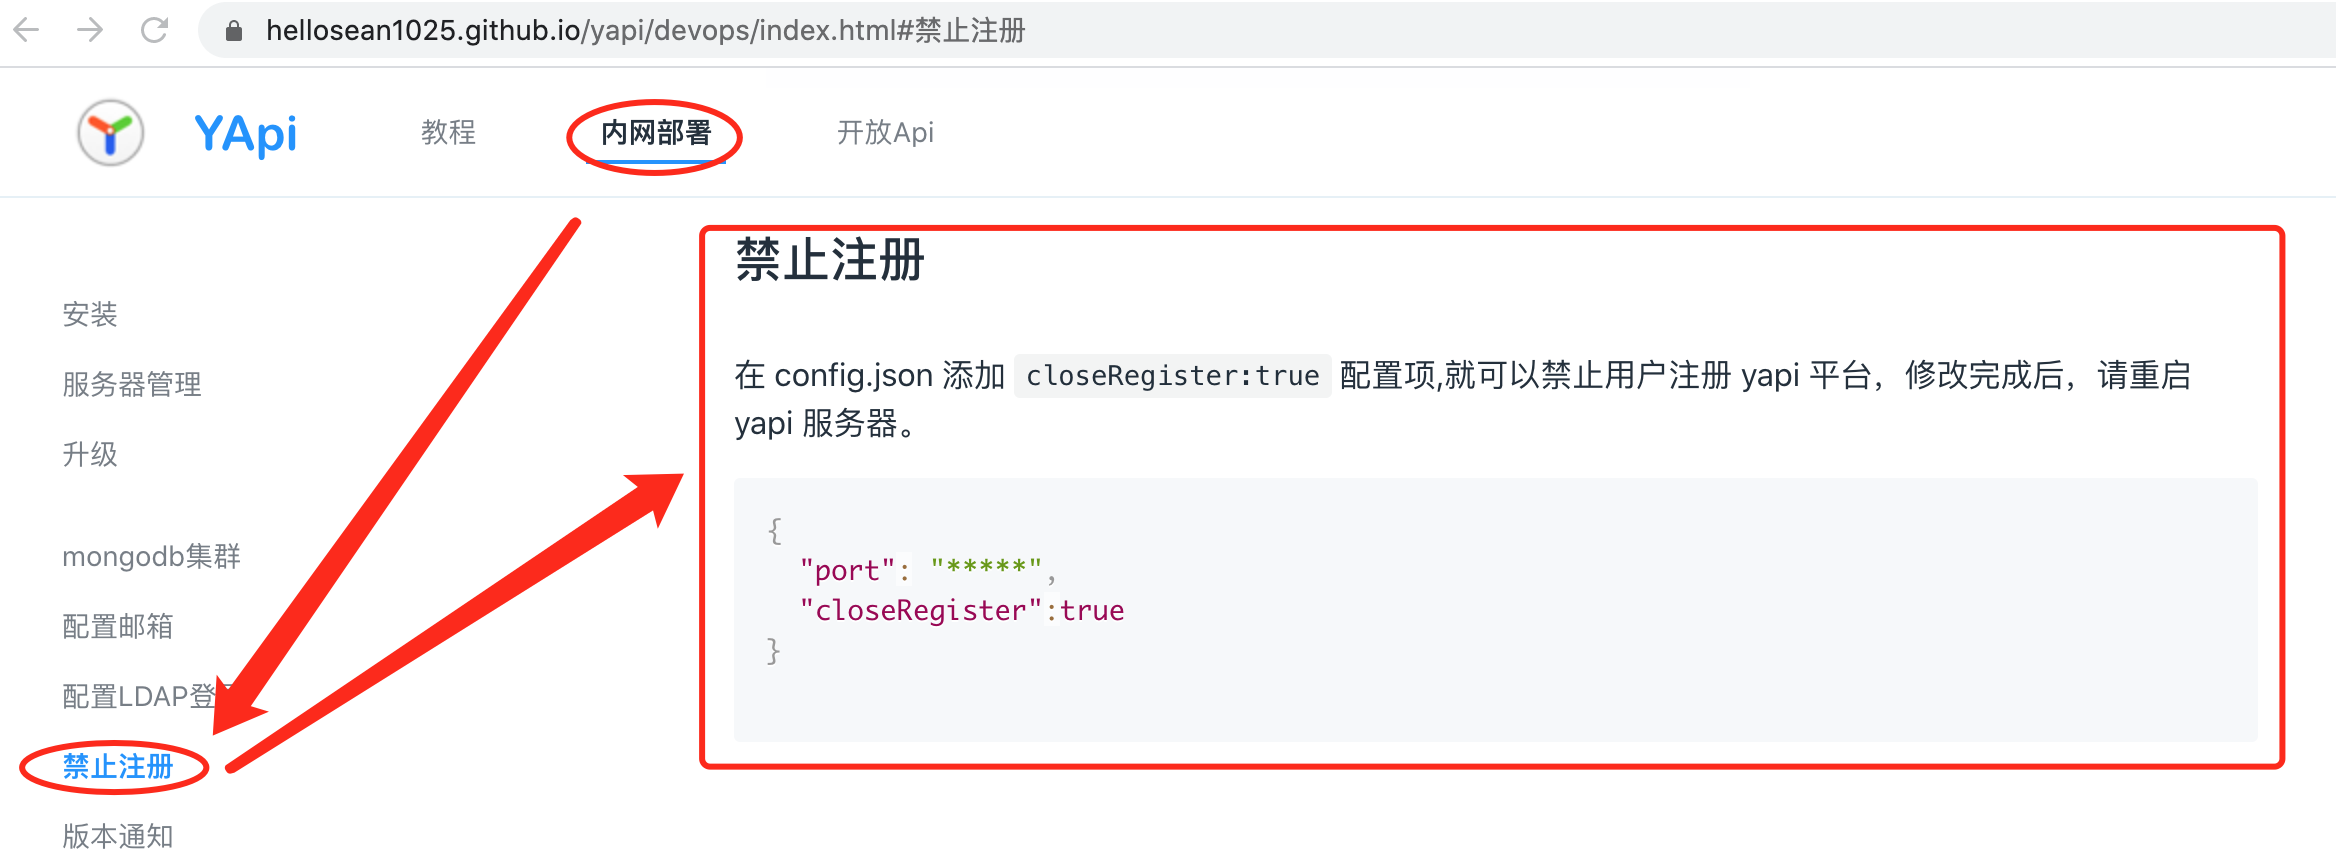 hellosean1025.github.io/yapi/devops/index.html#禁止注册
YApi
教程
内网部署
开放Api
安装
服务器管理
升级
mongodb集群
配置邮箱
配置LDAP登
禁止注册
版本通知
禁止注册
在 config.json 添加 closeRegister:true 配置项,就可以禁止用户注册 yapi 平台，修改完成后，请重启
yapi 服务器。
{
"port": "*****",
"closeRegister":true
}